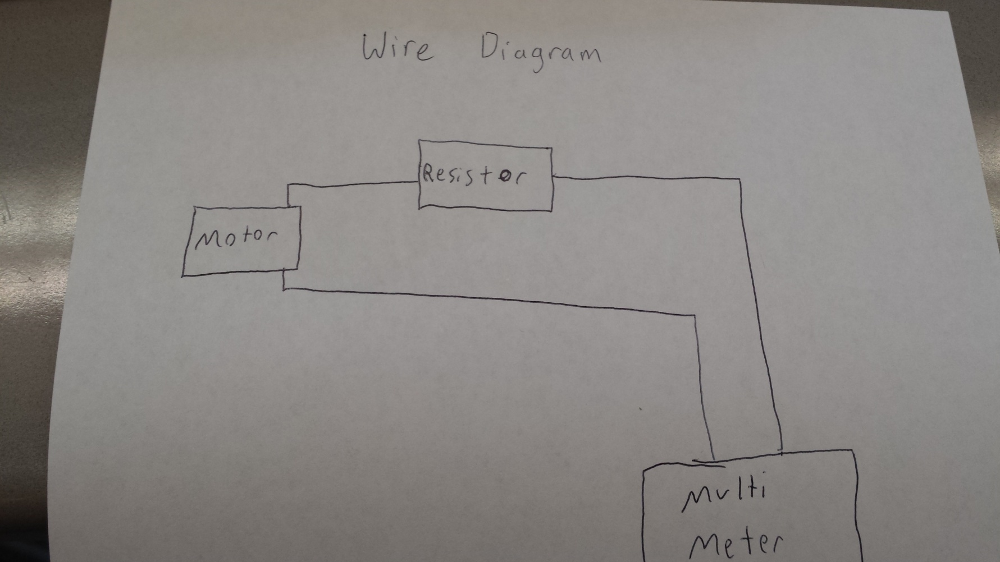 Wire Diagram
Resistor
Motor
Multi
Meter